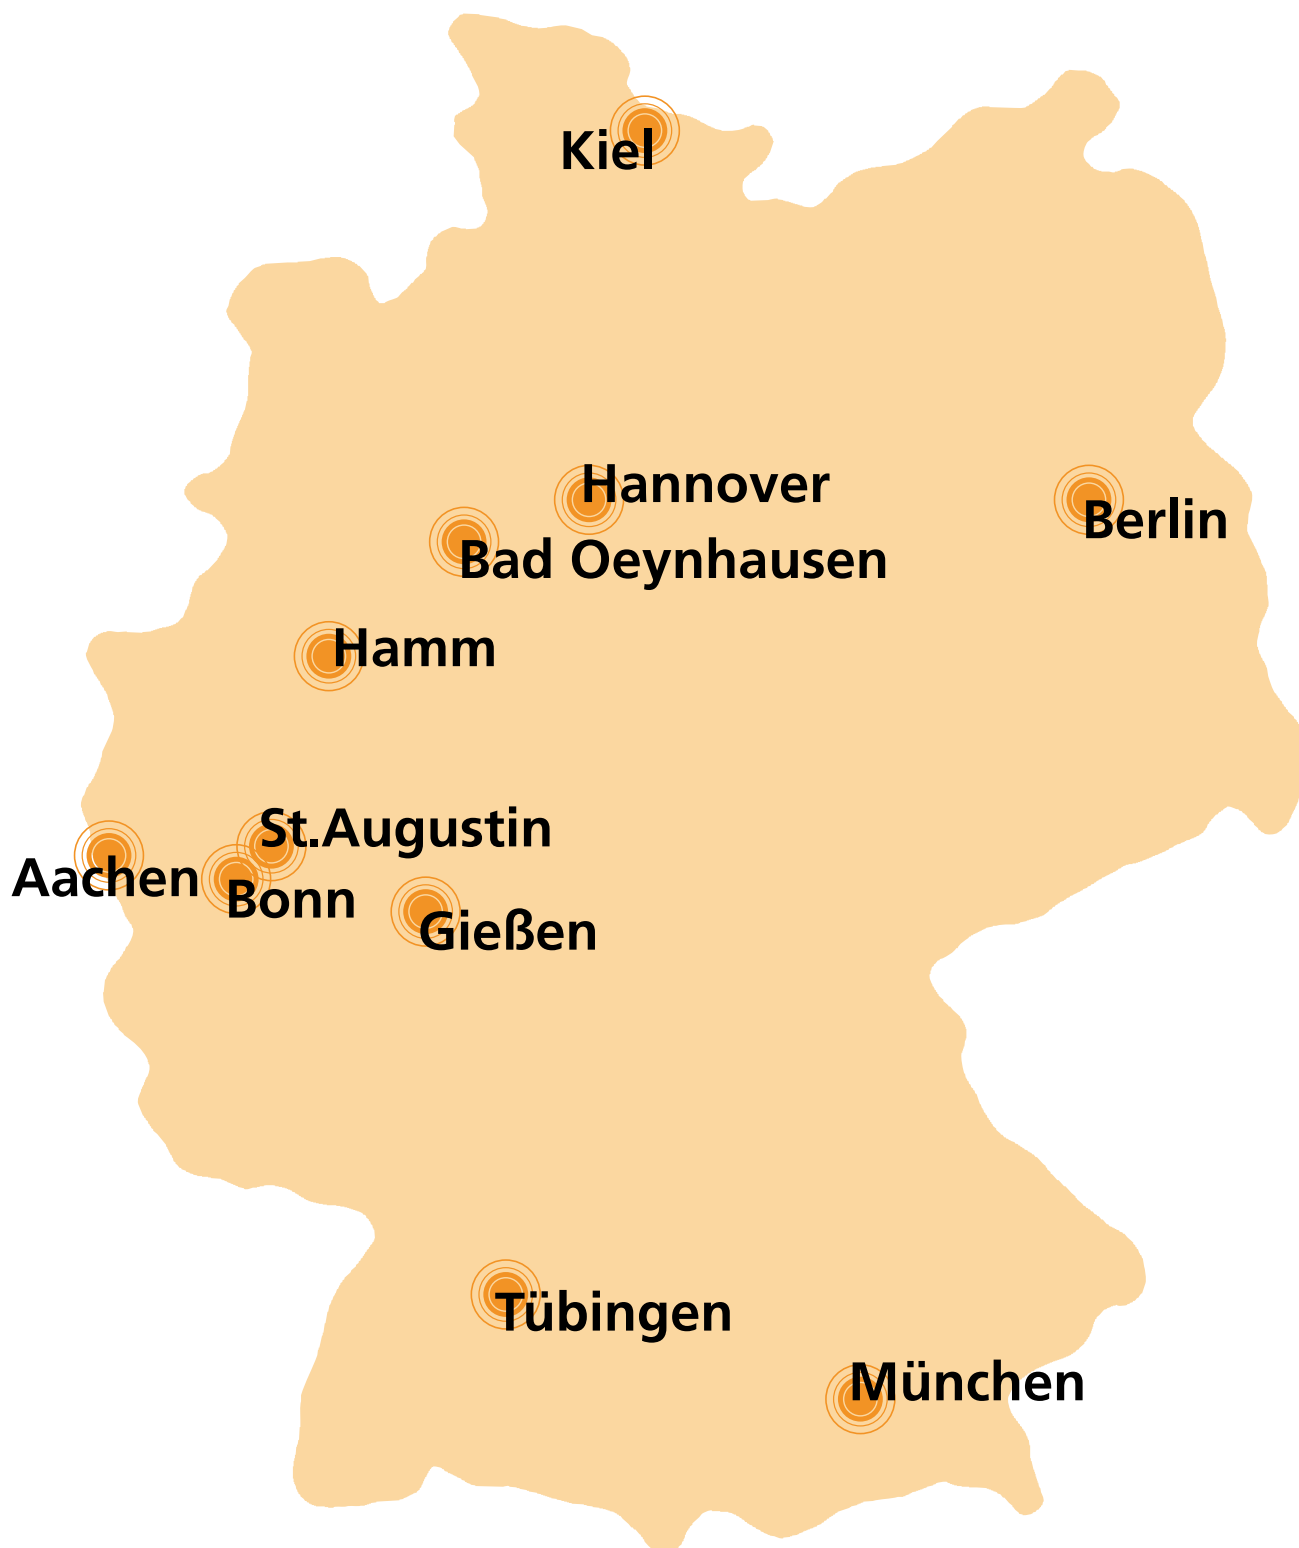 Kiel
Hannover
Berlin
Bad Oeynhausen
Hamm
St.Augustin
Aachen
Bonn
Gießen
Tübingen
München